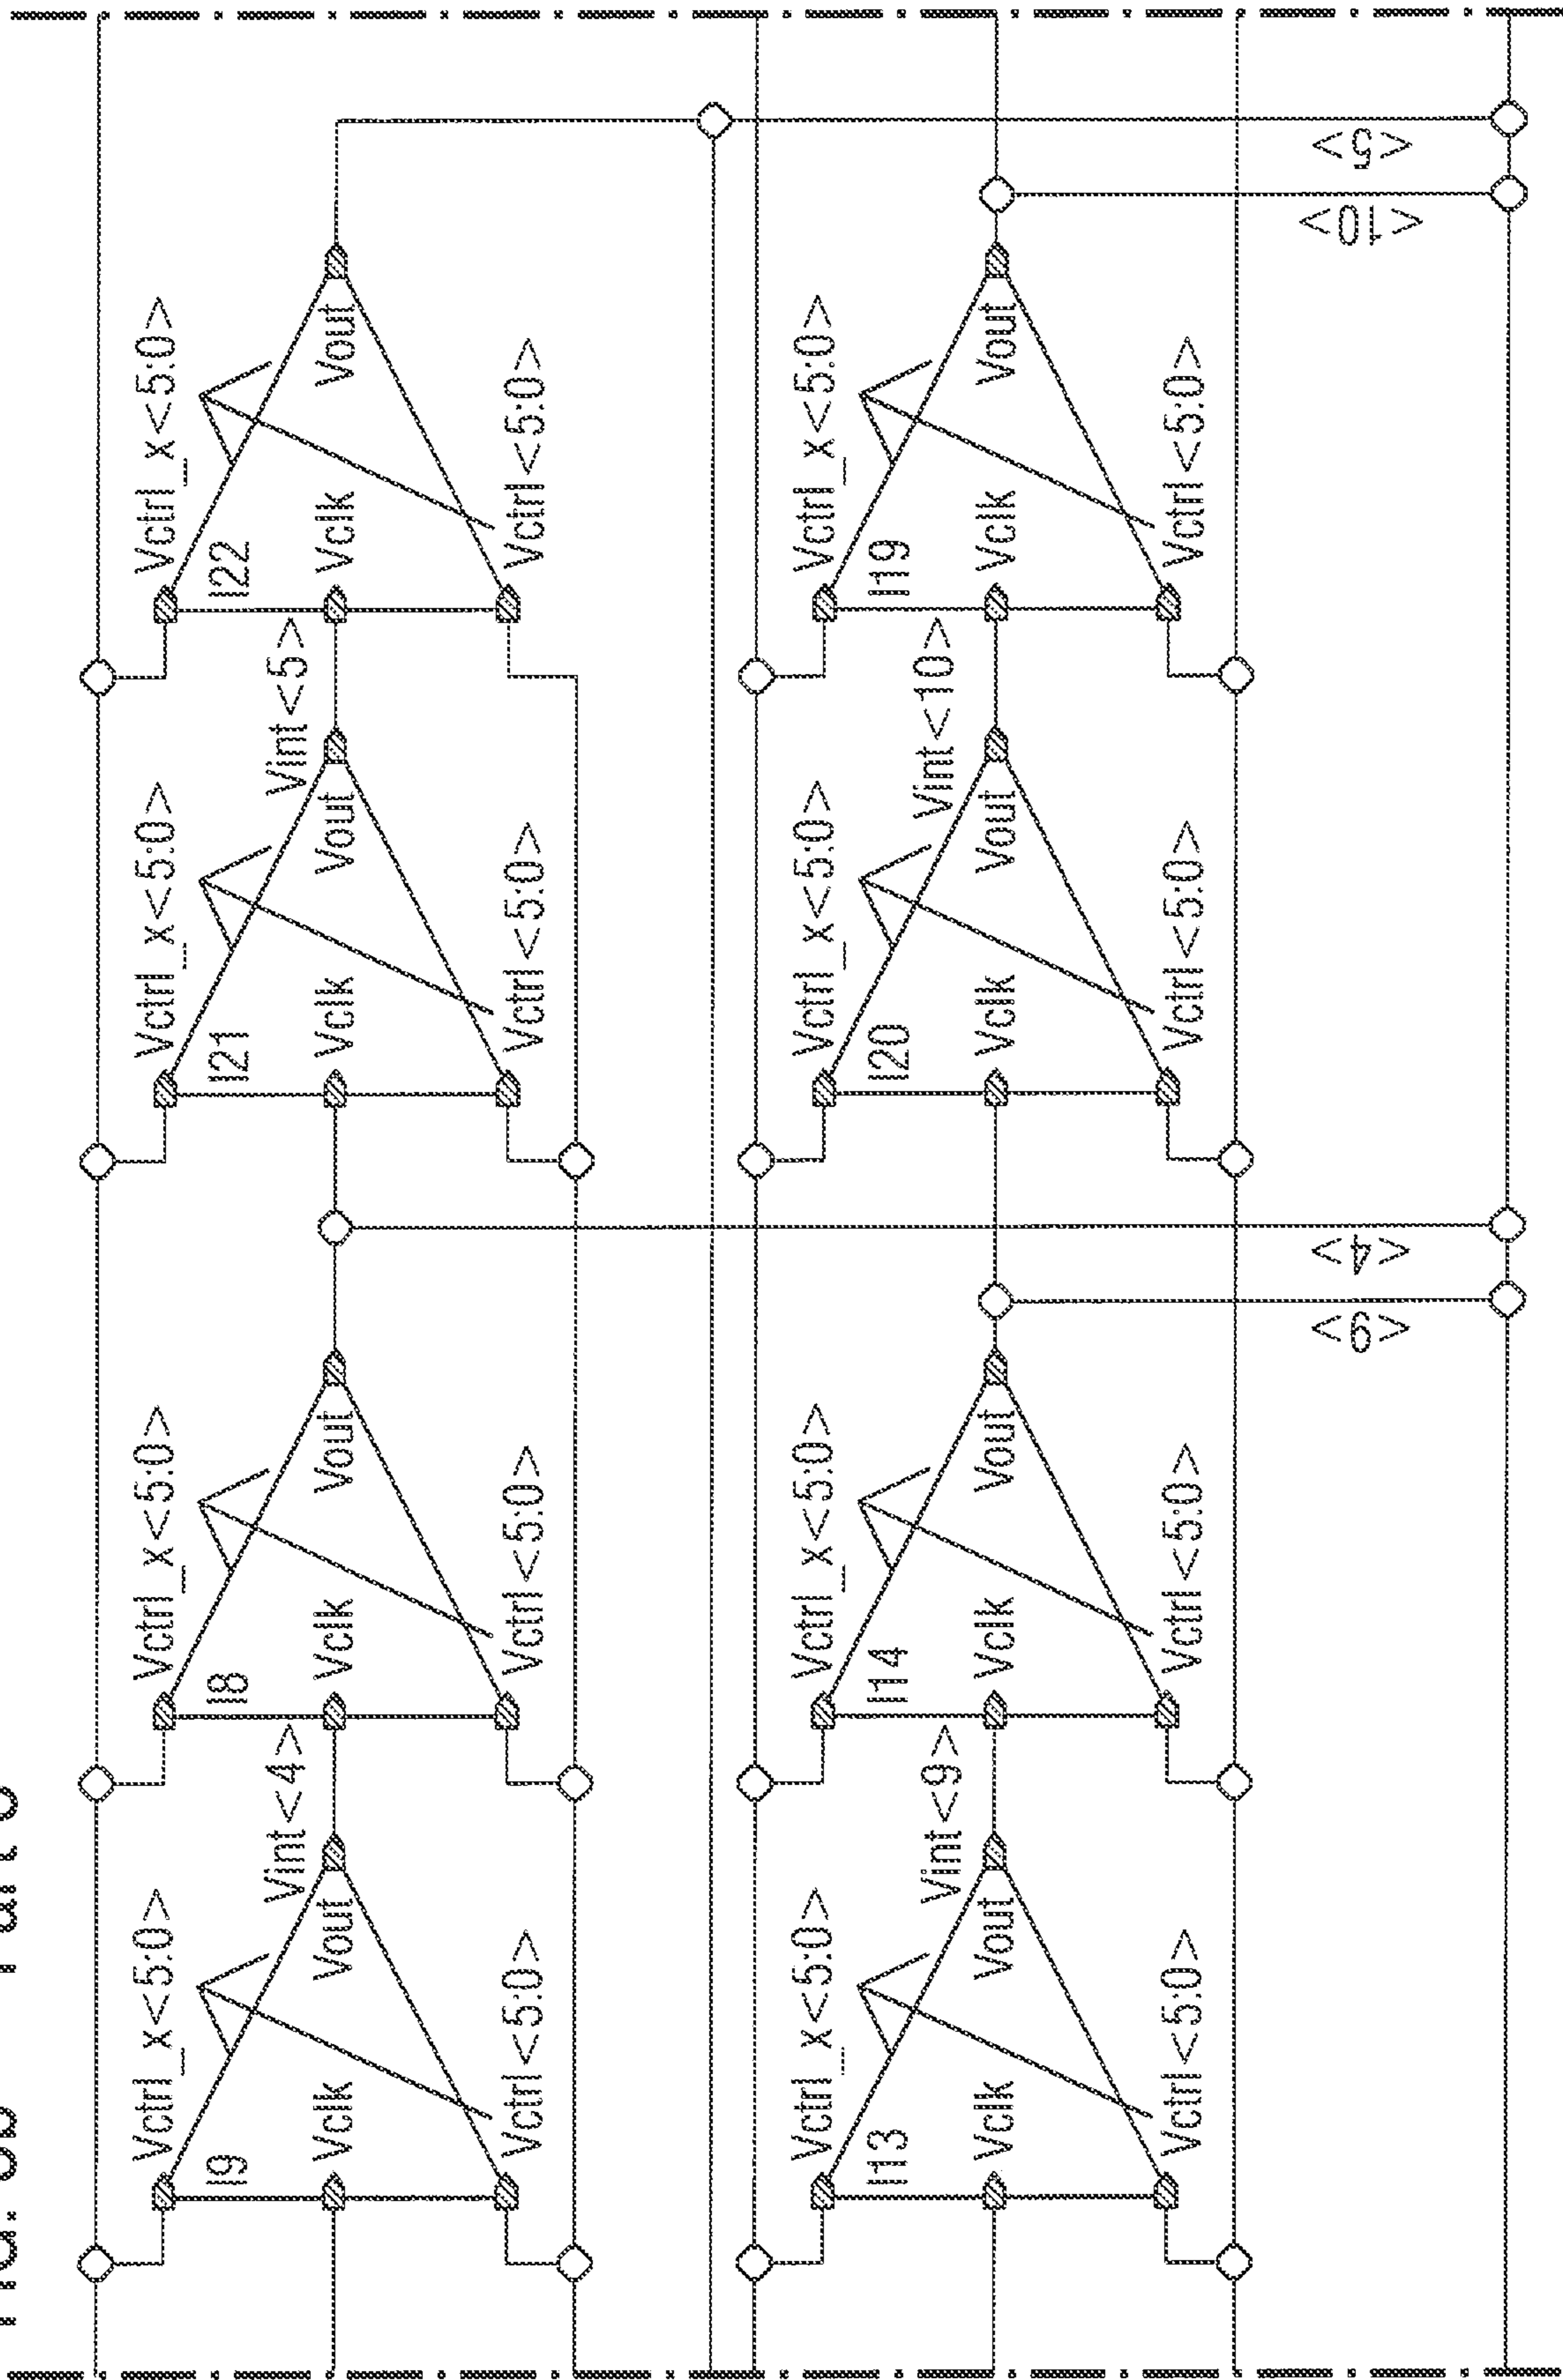 Vctrl_x<5:0>
I9
Vclk
Vout
Vctrl<5:0>
Vint<4>
Vctrl_x<5:0>
I8
Vclk
Vout
Vctrl<5:0>
Vctrl_x<5:0>
I21
Vclk
Vout
Vctrl<5:0>
Vint<5>
Vctrl_x<5:0>
I22
Vclk
Vout
Vctrl<5:0>
Vctrl_x<5:0>
I13
Vclk
Vout
Vctrl<5:0>
Vint<9>
Vctrl_x<5:0>
I14
Vclk
Vout
Vctrl<5:0>
Vctrl_x<5:0>
I20
Vclk
Vout
Vctrl<5:0>
Vint<10>
Vctrl_x<5:0>
I19
Vclk
Vout
Vctrl<5:0>
<9>
<4>
<10>
<5>